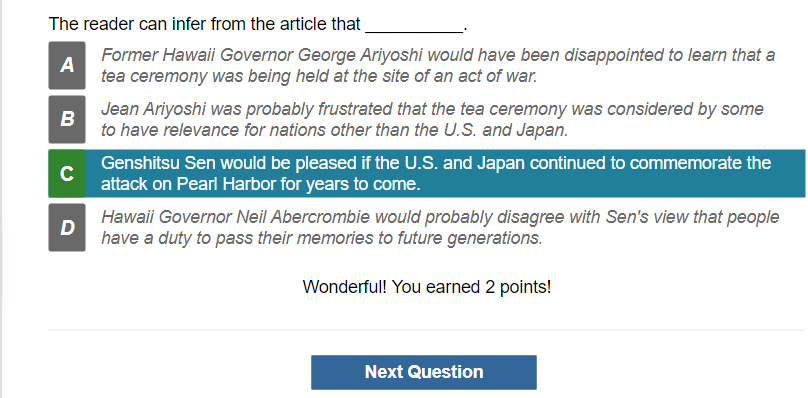 The reader can infer from the article that __________.
A
Former Hawaii Governor George Ariyoshi would have been disappointed to learn that a
tea ceremony was being held at the site of an act of war.
B
Jean Ariyoshi was probably frustrated that the tea ceremony was considered by some
to have relevance for nations other than the U.S. and Japan.
C
Genshitsu Sen would be pleased if the U.S. and Japan continued to commemorate the
attack on Pearl Harbor for years to come.
D
Hawaii Governor Neil Abercrombie would probably disagree with Sen's view that people
have a duty to pass their memories to future generations.
Wonderful! You earned 2 points!
Next Question